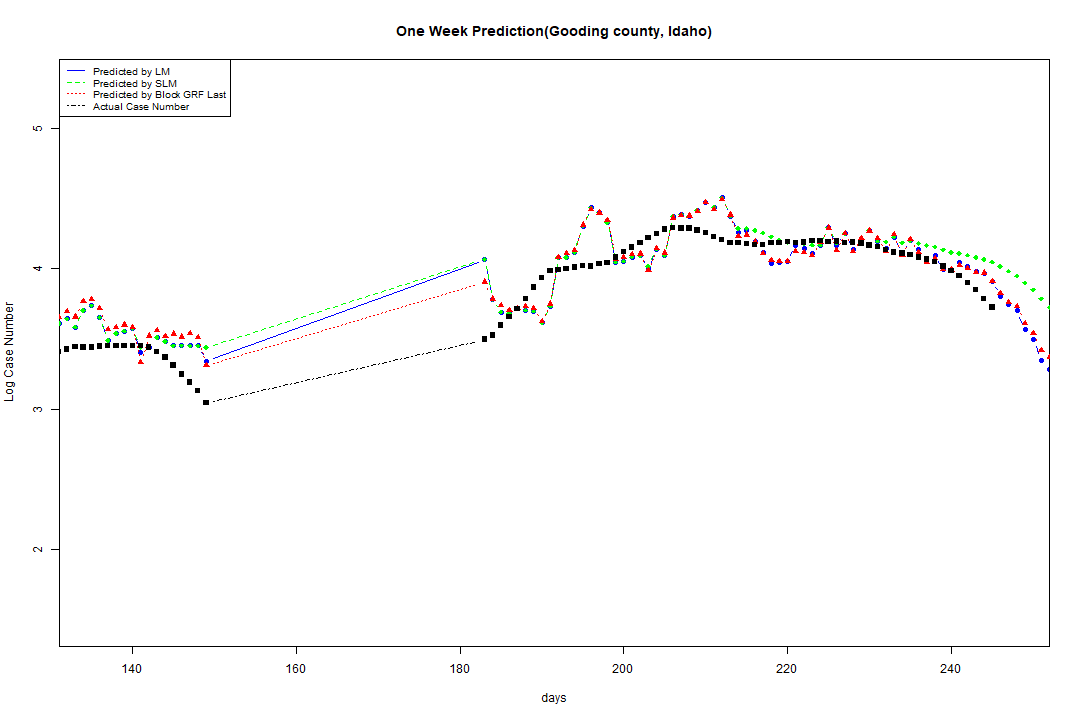 One Week Prediction(Gooding county, Idaho)
Predicted by LM
Predicted by SLM
Predicted by Block GRF Last
Actual Case Number
5
4
3
2
Log Case Number
140 160 180 200 220 240
days